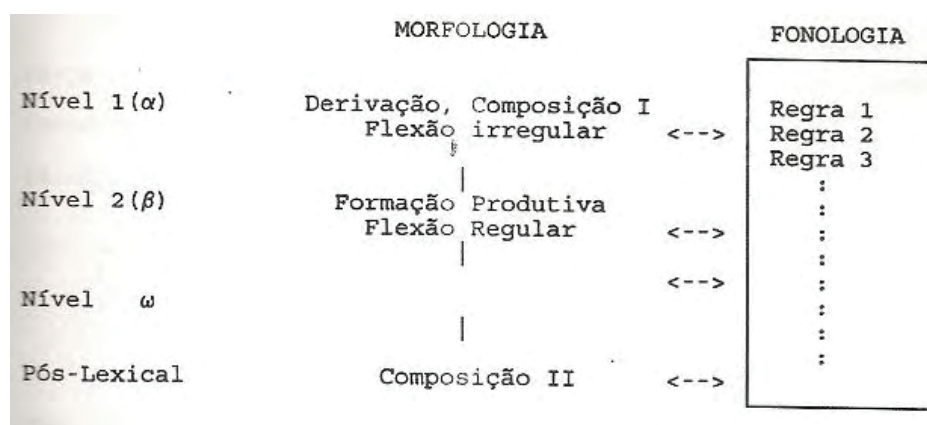 MORFOLOGIA FONOLOGIA
Nível 1(α) Derivação, Composição I Regra 1
Flexão irregular <--> Regra 2
Regra 3
|
Nível 2(β) Formação Produtiva
Flexão Regular <-->
|
<-->
Nível ω
|
Pós-Lexical Composição II <-->